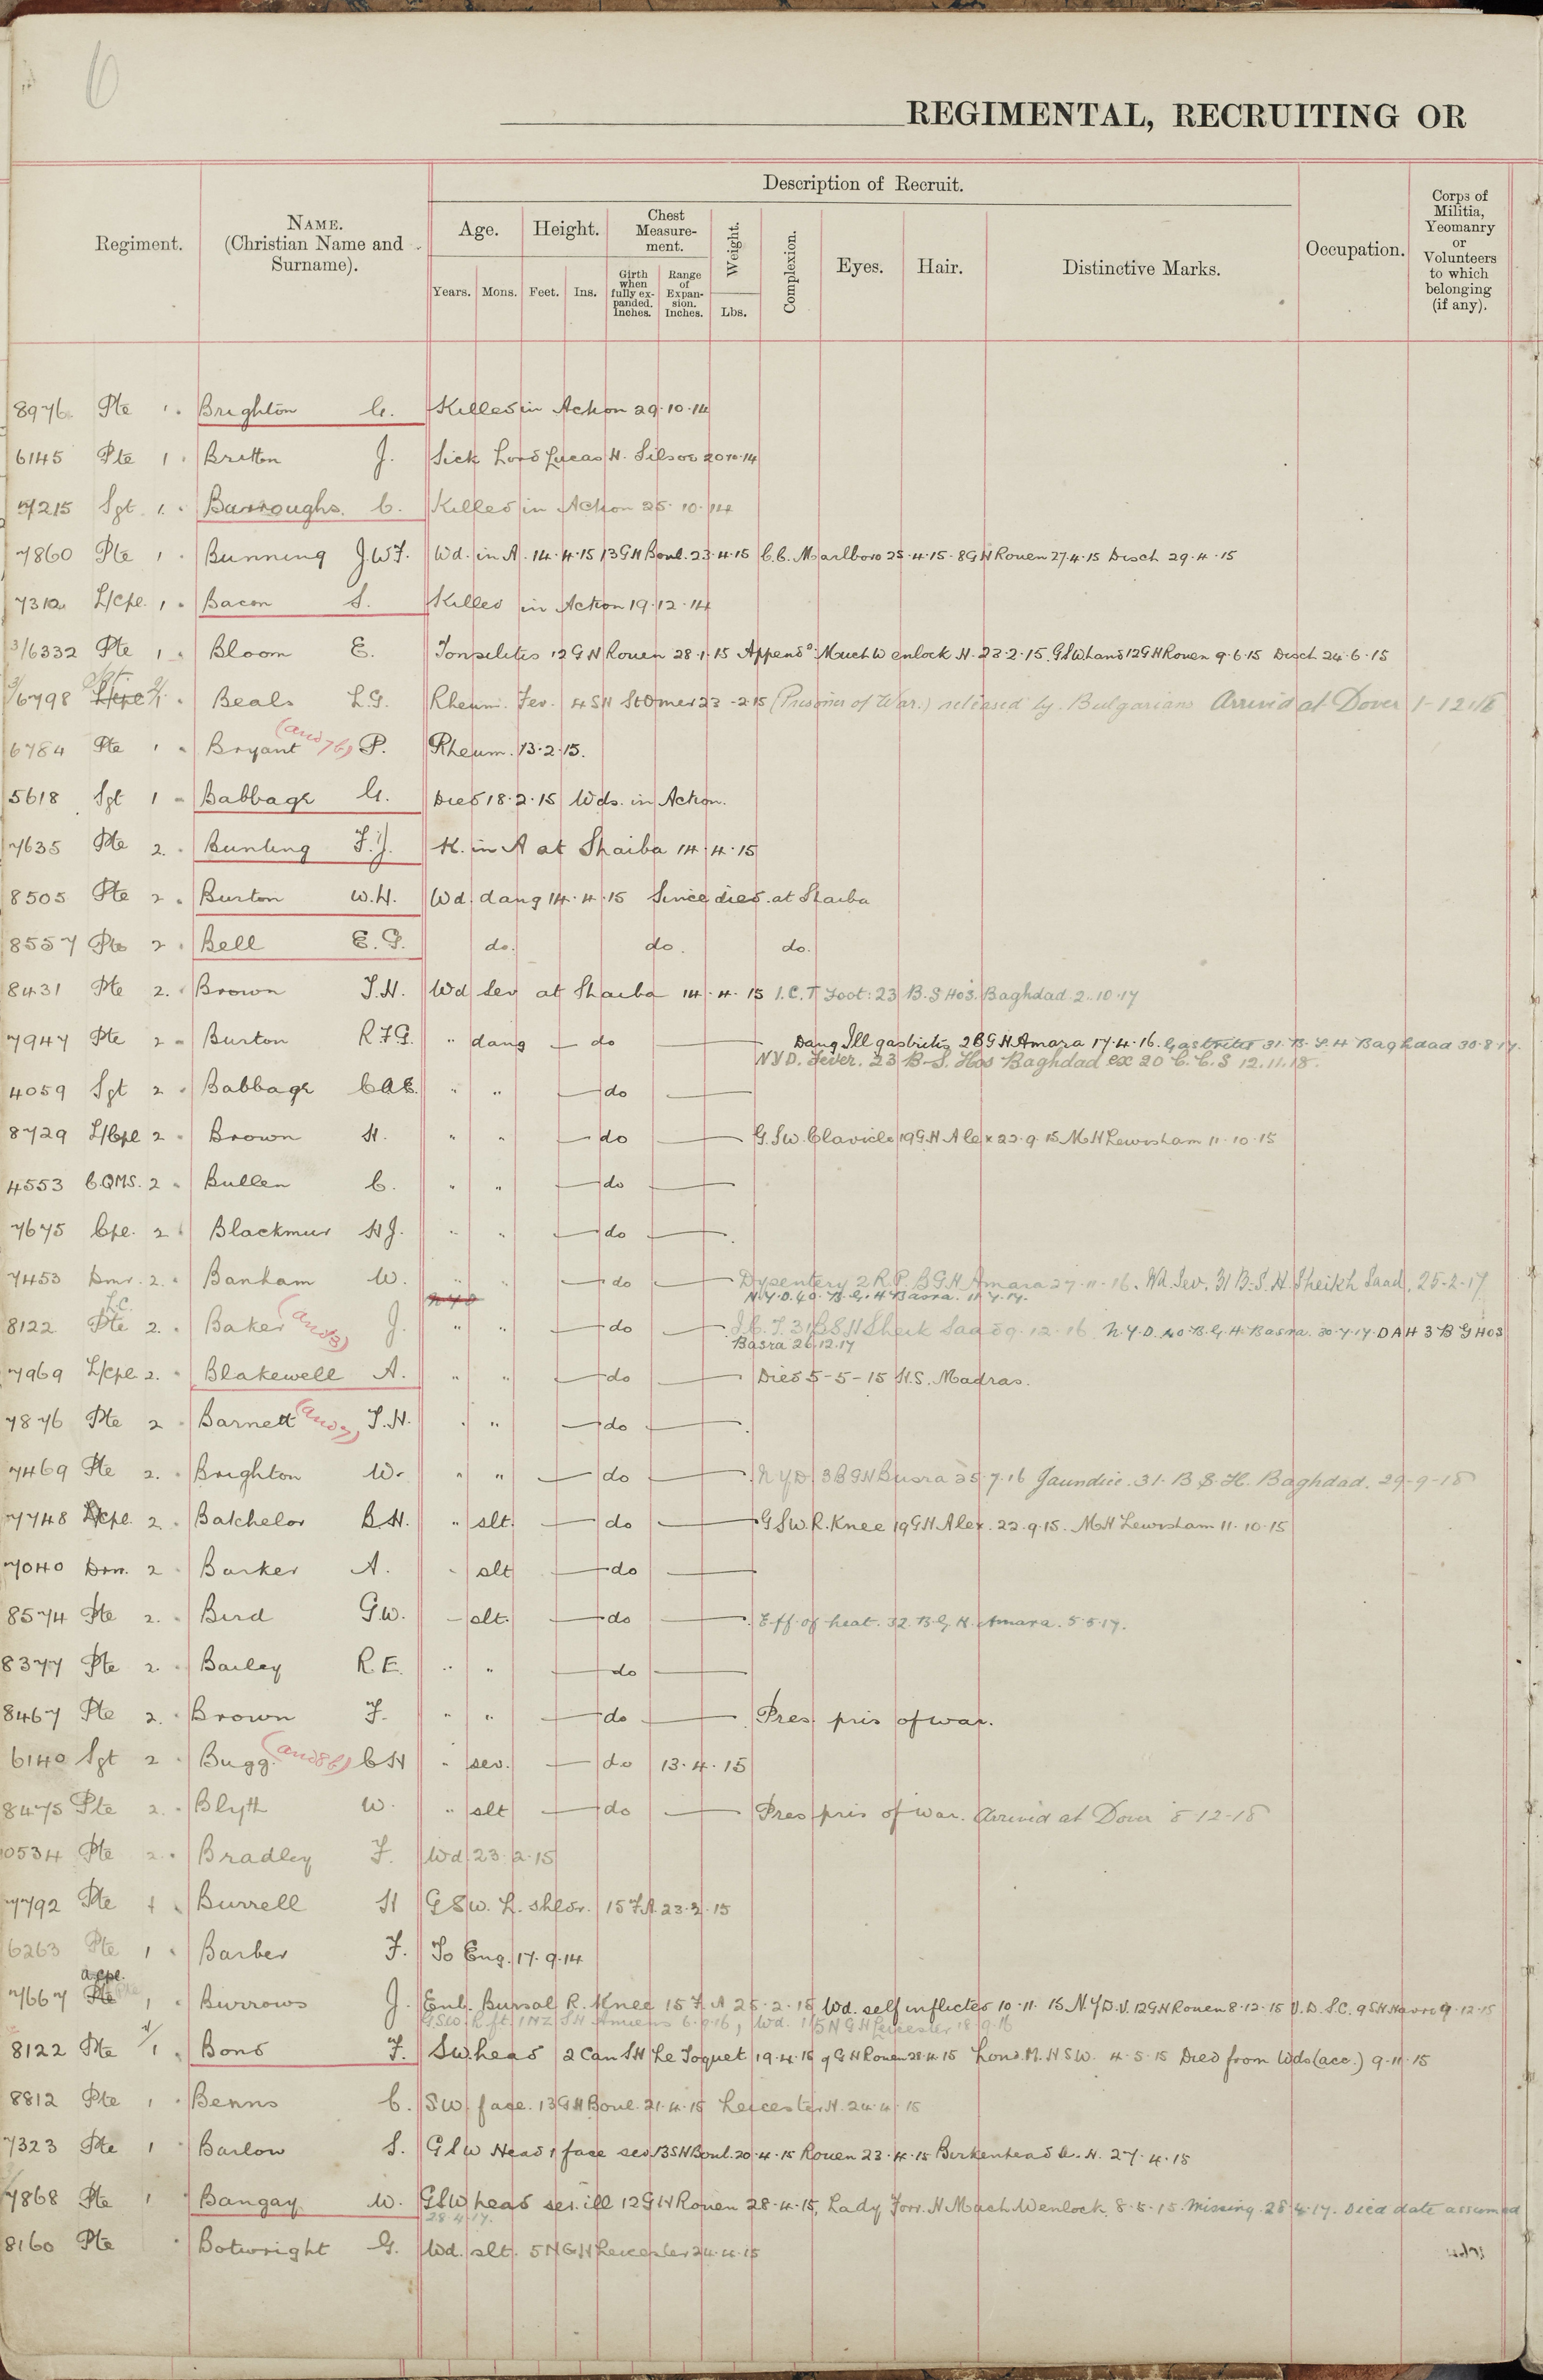 6
REGIMENTAL, RECRUITING OR
Regiment.
NAME.
(Christian Name and
Surname).
Description of Recruit.
Age.
Height.
Chest
Measure-
ment.
Weight.
Complexion.
Eyes.
Hair.
Distinctive Marks.
Occupation.
Corps of
Militia,
Yeomanry
or
Volunteers
to which
belonging
(if any).
Years.
Mons.
Feet.
Ins.
Girth
when
fully ex-
panded.
Inches.
Range
of
Expan-
sion.
Inches.
Lbs.
8976 Pte 1 Brighton G. Killed in Action 29.10.14
6145 Pte 1 Britton J. Sick Lord Lucas H. Silsoe 20.10.14
7215 Sgt 1 Burroughs C. Killed in Action 25.10.14
7860 Pte 1 Bunning J.W.F. Wd. in A. 14.4.15 13 G H Boul. 23.4.15 C.C. Marlboro 25.4.15. 8 G H Rouen 27.4.15 Disch 29.4.15
7312 L/Cpl. 1 Bacon S. Killed in Action 19.12.14
3/6332 Pte 1 Bloom E. Tonsilitis 12 G H Rouen 28.1.15 Append: Much Wenlock H. 23.2.15. GSW hand 12 G H Rouen 9.6.15 Disch 24.6.15
3/6798 Sgt L/Cpl 2/1 Beals L.G. Rheum. Fev. 4 S H St Omer 23-2-15 (Prisoner of War.) released by Bulgarians Arrived at Dover 1-12-18
6784 Pte 1 Bryant (and 76) P. Rheum. 13.2.15.
5618 Sgt 1 Babbage G. Died 18.2.15 Wds. in Action.
7635 Pte 2. Bunting F.J. K. in A at Shaiba 14.4.15
8505 Pte 2 Burton W.H. Wd. dang 14.4.15 Since died at Shaiba
8557 Pte 2 Bell E.G. do. do. do.
8431 Pte 2. Brown T.H. Wd Sev at Shaiba 14.4.15 I.C.T Foot: 23 B.S Hos. Baghdad 2.10.17
7947 Pte 2 Burton R.F.G. " dang — do — Dang Ill gastritis 2 B G H Amara 17.4.16. Gastritis 31 B.S.H Baghdad 30.8.17.
N Y D. Fever. 23 B-S. Hos Baghdad ex 20 C.C.S 12.11.18.
4059 Sgt 2 Babbage C.A.E. " " — do —
8729 L/Cpl 2 Brown H. " " — do — G.S.W. Clavicle 19 G.H Alex 22.9.15 M H Lewisham 11.10.15
4553 C.QMS. 2 Bullen C. " " — do —
7675 Cpl. 2 Blackmur H J. " " — do —
7453 Dmr. 2. Banham W. " " — do — Dysentery 2 R.P. B G H Amara 27-11-16. Wd. Sev. 31 B.S.H. Sheikh Saad. 25-2-17
N.Y.D N.Y.D. 40 B.G.H Basra. 11.7.17.
8122 L.C. Pte 2. Baker (and 3) J. " " — do — I.C.T. 31 B S H Sheik Saad 9.12.16 N.Y.D. 40 B.G.H. Basra. 30.7.17. DAH 3 B G Hos
Basra 26.12.17
7969 L/Cpl. 2. Blakewell A. " " — do — Died 5-5-15 H.S. Madras.
7876 Pte 2 Barnett (and 7) T.H. " " — do —
7469 Pte 2. Brighton W. " " — do — N Y D 3 B G H Busra 25.7.16 Jaundice. 31. B S. H. Baghdad. 29-9-18
7748 L/Cpl. 2. Batchelor B H. " slt. — do — G S W. R. Knee 19 G H Alex. 22.9.15. M H Lewisham 11.10.15
7040 Drm. 2 Barker A. " slt — do —
8574 Pte 2. Bird G.W. — slt. — do — Eff. of heat. 32. B G H. Amara. 5.5.17.
8377 Pte 2. Bailey R.E. " " — do —
8467 Pte 2. Brown F. " " — do — Pres. pris of war.
6140 Sgt 2 Bugg (and 86) C H " sev. — do 13.4.15
8475 Pte 2. Blyth W. " slt — do — Pres pris of war. Arrived at Dover 8-12-18
0534 Pte 2. Bradley F. Wd 23.2.15
7792 Pte 1 Burrell H G S W. L. Shldr. 15 F.A. 23.2.15
6263 Pte 1 Barber F. To Eng. 17.9.14
7667 a/Cpl. Pte 1 Burrows J. Enl. Bursal R. Knee 15 F.A 25.2.15 Wd. self inflicted 10.11.15 N.Y.D.V. 12 G H Rouen 8.12.15 V.D.S.C. 9 S H Havre 9.12.15
GSW. R. ft. 1 NZ S H Amiens 6.9.16, Wd. 1/5 N G H Leicester 18.9.16
8122 Pte 1 Bond F. S W. head 2 Can S H Le Toquet 19.4.15 9 G H Rouen 28.4.15 Lond. M. H S W. 4.5.15 Died from Wds (acc.) 9.11.15
8812 Pte 1 Benns C. S W. face. 13 G H Boul. 21.4.15 Leicester H. 24.4.15
7323 Pte 1 Barlow S. G S W Head & face sev. 13 S H Boul. 20.4.15 Rouen 23.4.15 Birkenhead B. H. 27.4.15
7868 Pte 1 Bangay W. G S W head ser. ill 12 G H Rouen 28.4.15, Lady Forr. H Much Wenlock. 8.5.15. Missing 28.4.17. Died date assumed
28.4.17.
8160 Pte Botwright G. Wd. slt. 5 N G H Leicester 24.4.15